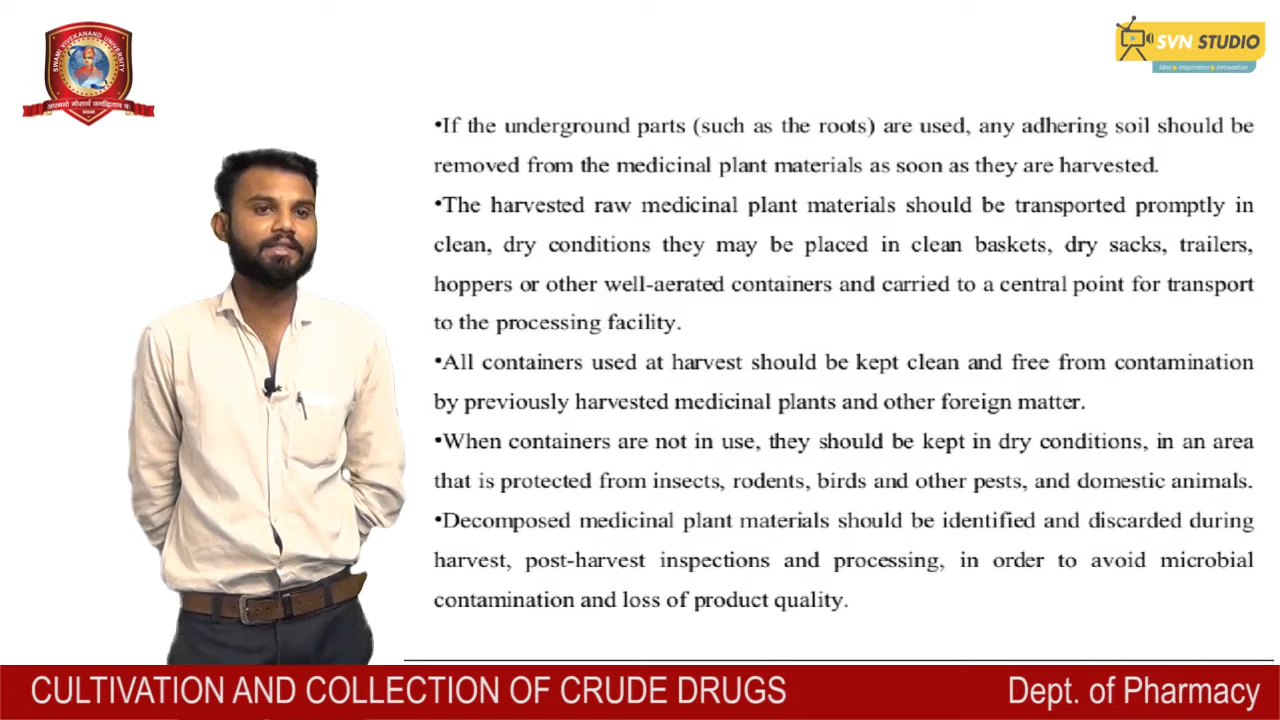 SWAMI VIVEKANAND UNIVERSITY
SVN STUDIO
idea inspiration innovation
•If the underground parts (such as the roots) are used, any adhering soil should be
removed from the medicinal plant materials as soon as they are harvested.
•The harvested raw medicinal plant materials should be transported promptly in
clean, dry conditions they may be placed in clean baskets, dry sacks, trailers,
hoppers or other well-aerated containers and carried to a central point for transport
to the processing facility.
•All containers used at harvest should be kept clean and free from contamination
by previously harvested medicinal plants and other foreign matter.
•When containers are not in use, they should be kept in dry conditions, in an area
that is protected from insects, rodents, birds and other pests, and domestic animals.
•Decomposed medicinal plant materials should be identified and discarded during
harvest, post-harvest inspections and processing, in order to avoid microbial
contamination and loss of product quality.
CULTIVATION AND COLLECTION OF CRUDE DRUGS
Dept. of Pharmacy